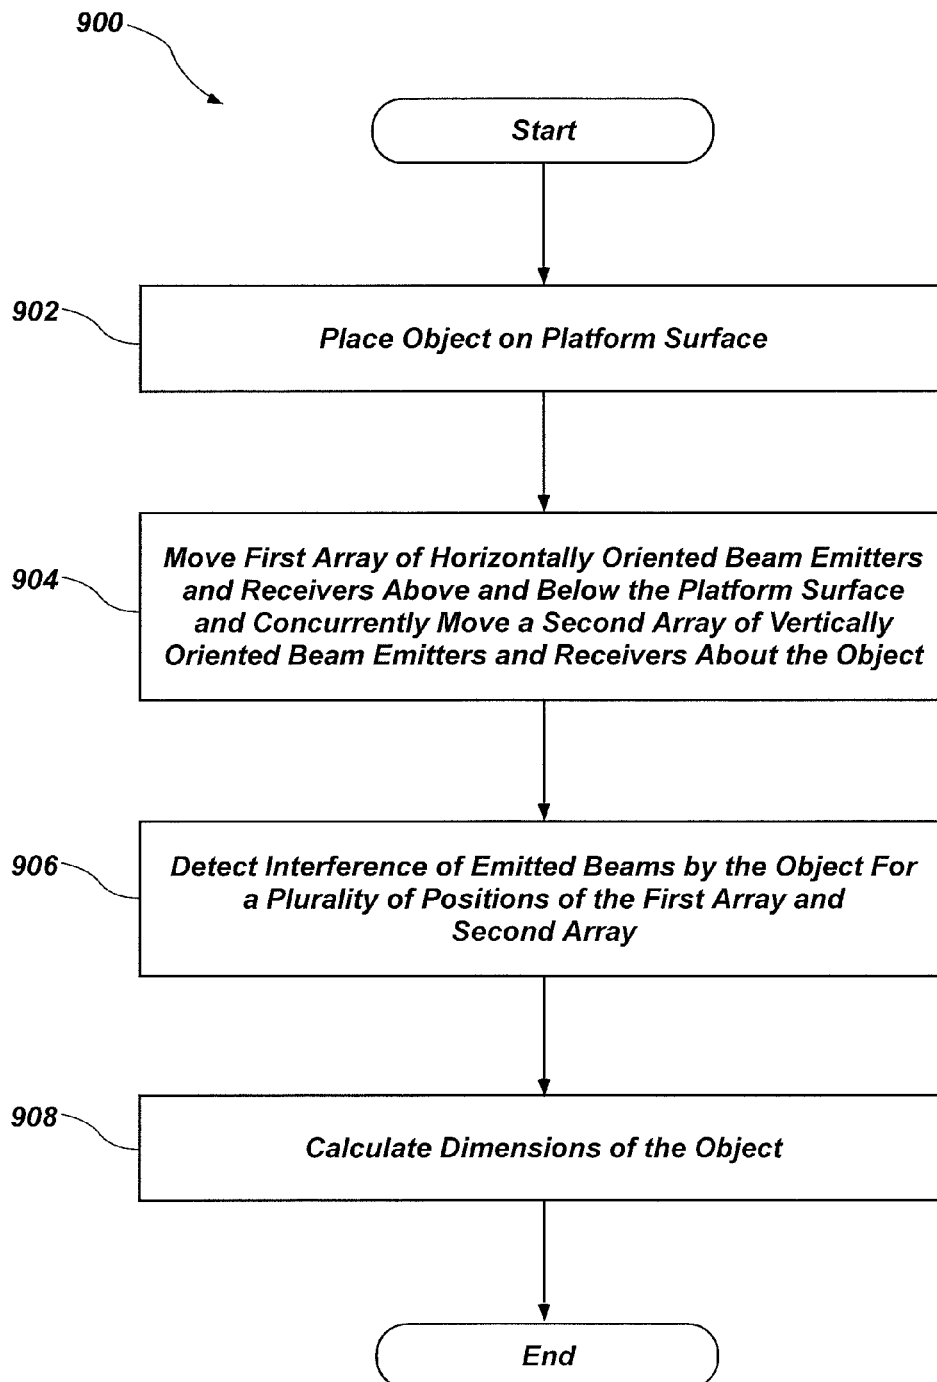 900
Start
902
Place Object on Platform Surface
904
Move First Array of Horizontally Oriented Beam Emitters
and Receivers Above and Below the Platform Surface
and Concurrently Move a Second Array of Vertically
Oriented Beam Emitters and Receivers About the Object
906
Detect Interference of Emitted Beams by the Object For
a Plurality of Positions of the First Array and
Second Array
908
Calculate Dimensions of the Object
End